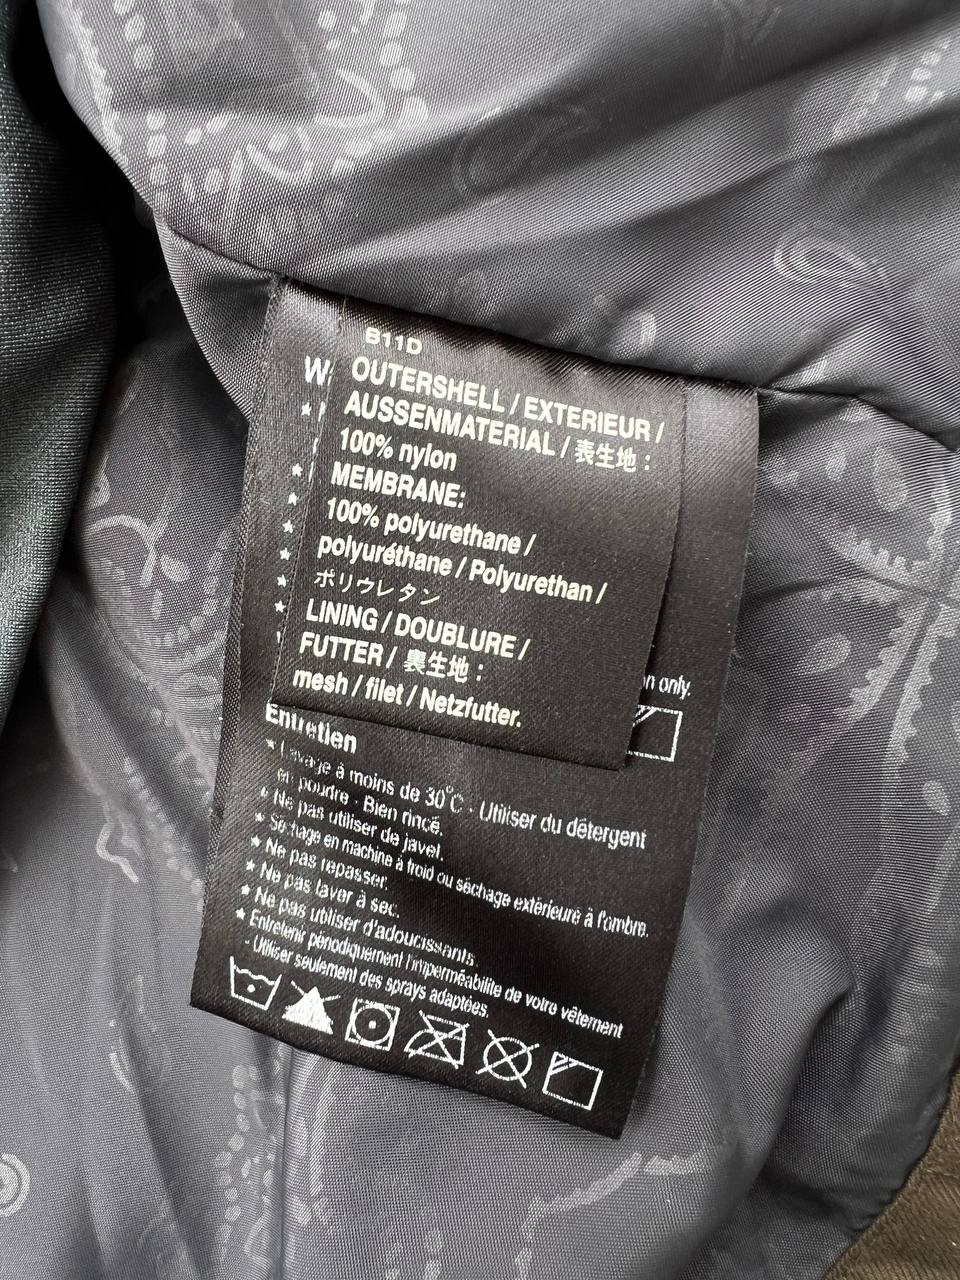 B11D
OUTERSHELL / EXTERIEUR /
AUSSENMATERIAL / 表生地 :
100% nylon
MEMBRANE:
100% polyurethane /
polyuréthane / Polyurethan /
ポリウレタン
LINING / DOUBLURE /
FUTTER / 裏生地 :
mesh / filet / Netzfutter.
W
only.
Entretien
* Lavage à moins de 30°C - Utiliser du détergent
en poudre - Bien rincé.
* Ne pas utiliser de javel.
* Séchage en machine à froid ou séchage extérieure à l'ombre.
* Ne pas repasser.
* Ne pas laver à sec.
* Ne pas utiliser d'adoucissants
* Entretenir périodiquement l'imperméabilite de votre vêtement
- Utiliser seulement des sprays adaptées.